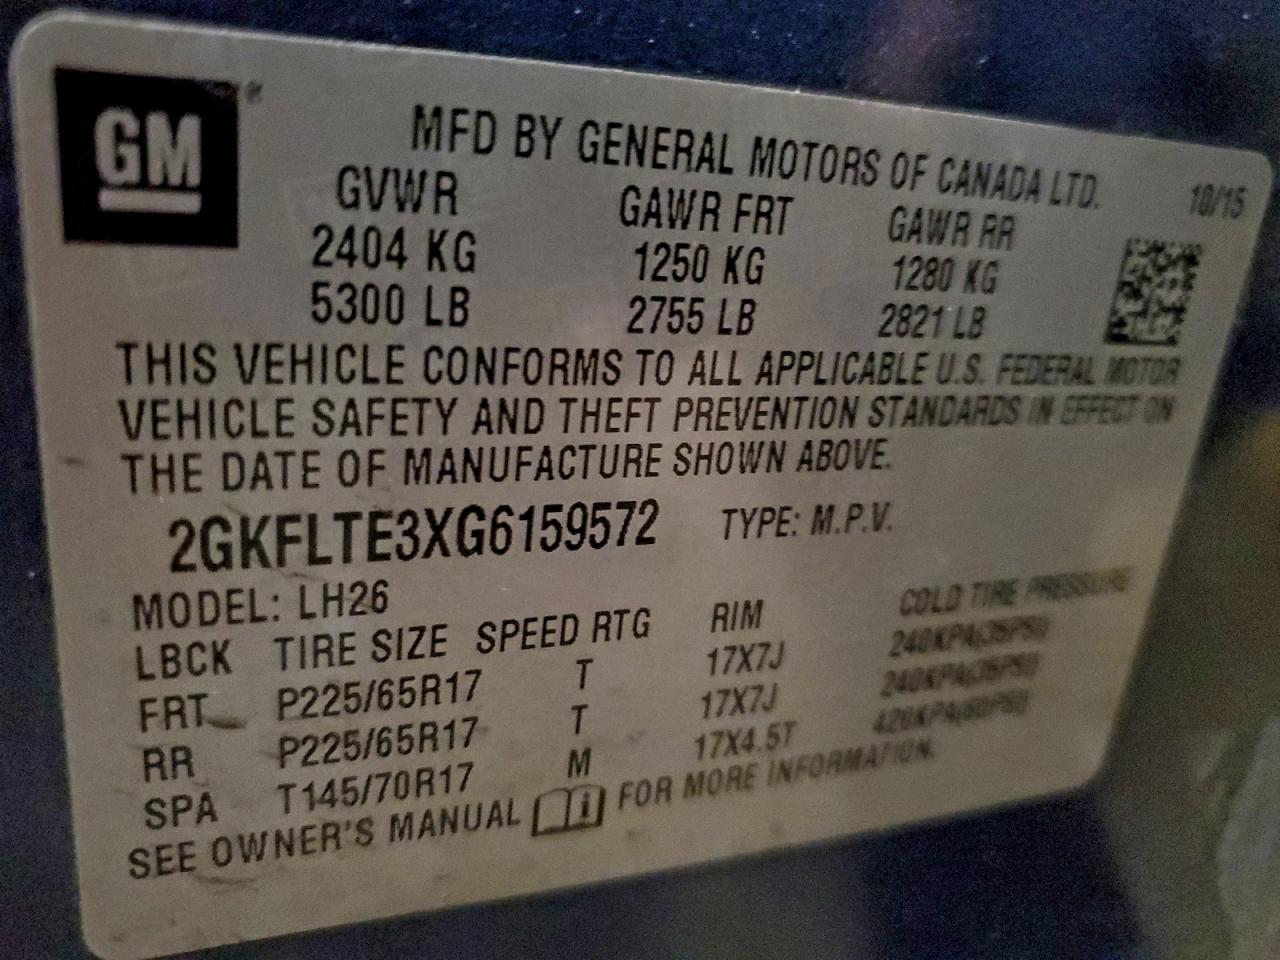 GM ®
MFD BY GENERAL MOTORS OF CANADA LTD.
10/15
GVWR GAWR FRT GAWR RR
2404 KG 1250 KG 1280 KG
5300 LB 2755 LB 2821 LB
THIS VEHICLE CONFORMS TO ALL APPLICABLE U.S. FEDERAL MOTOR
VEHICLE SAFETY AND THEFT PREVENTION STANDARDS IN EFFECT ON
THE DATE OF MANUFACTURE SHOWN ABOVE.
2GKFLTE3XG6159572 TYPE: M.P.V.
MODEL: LH26
LBCK TIRE SIZE SPEED RTG RIM COLD TIRE PRESSURE
FRT P225/65R17 T 17X7J 240KPA(35PSI)
RR P225/65R17 T 17X7J 240KPA(35PSI)
SPA T145/70R17 M 17X4.5T 420KPA(60PSI)
SEE OWNER'S MANUAL FOR MORE INFORMATION.